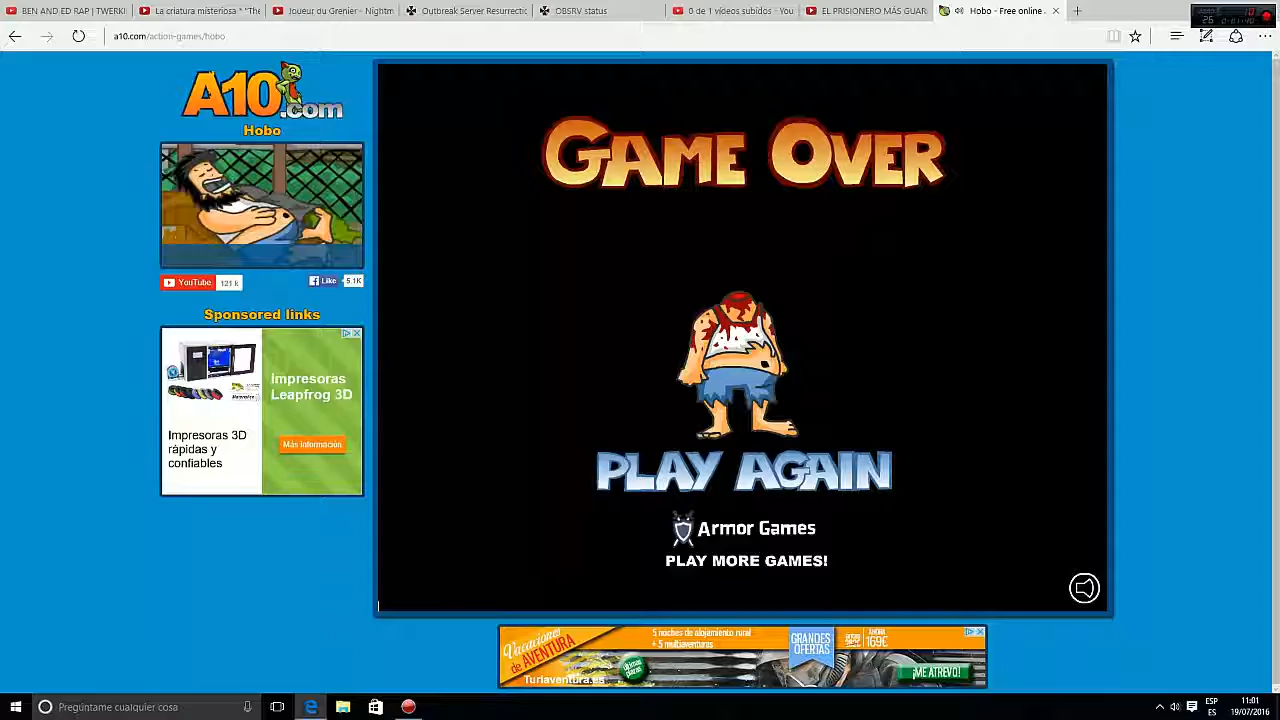 BEN AND ED RAP | TWERKI
La criatura misteriosa * "The
Joueur du Grenier - Nightm
Outbreak Server Resurrectic
OBSRV status
0 de 1 vídeos subidos - You
EL PRISIONERO MÁS GUAR
Hobo - Free online
a10.com/action-games/hobo
A10.com
Hobo
YouTube 121 k
Like 5.1K
Sponsored links
Impresoras
Leapfrog 3D
Impresoras 3D
rápidas y
confiables
Más información
GAME OVER
PLAY AGAIN
Armor Games
PLAY MORE GAMES!
Vacaciones
de AVENTURA
Turiaventura.es
5 noches de alojamiento rural
+ 5 multiaventuras
GRANDES
OFERTAS
AHORA
169€
¡ME ATREVO!
Pregúntame cualquier cosa
ESP
ES
11:01
19/07/2016